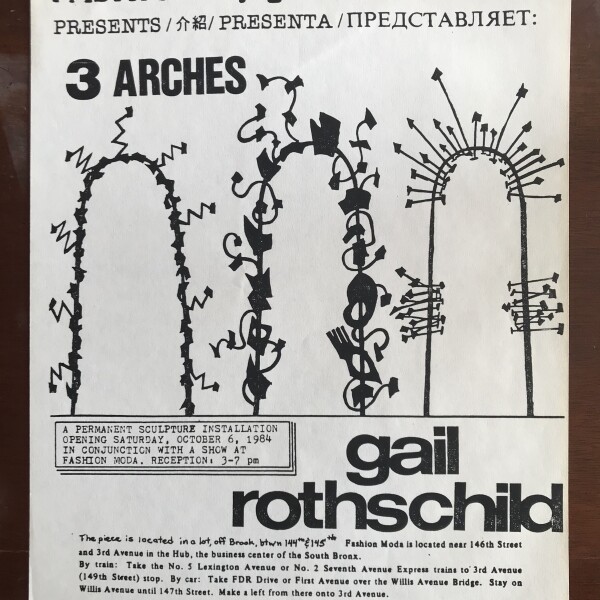 PRESENTS/介紹/PRESENTA/ПРЕДСТАВЛЯЕТ:
3 ARCHES
A PERMANENT SCULPTURE INSTALLATION
OPENING SATURDAY, OCTOBER 6, 1984
IN CONJUNCTION WITH A SHOW AT
FASHION MODA. RECEPTION: 3-7 pm
gail
rothschild
The piece is located in a lot, off Brook, btwn 144th & 145th Fashion Moda is located near 146th Street
and 3rd Avenue in the Hub, the business center of the South Bronx.
By train: Take the No. 5 Lexington Avenue or No. 2 Seventh Avenue Express trains to 3rd Avenue
(149th Street) stop. By car: Take FDR Drive or First Avenue over the Willis Avenue Bridge. Stay on
Willis Avenue until 147th Street. Make a left from there onto 3rd Avenue.